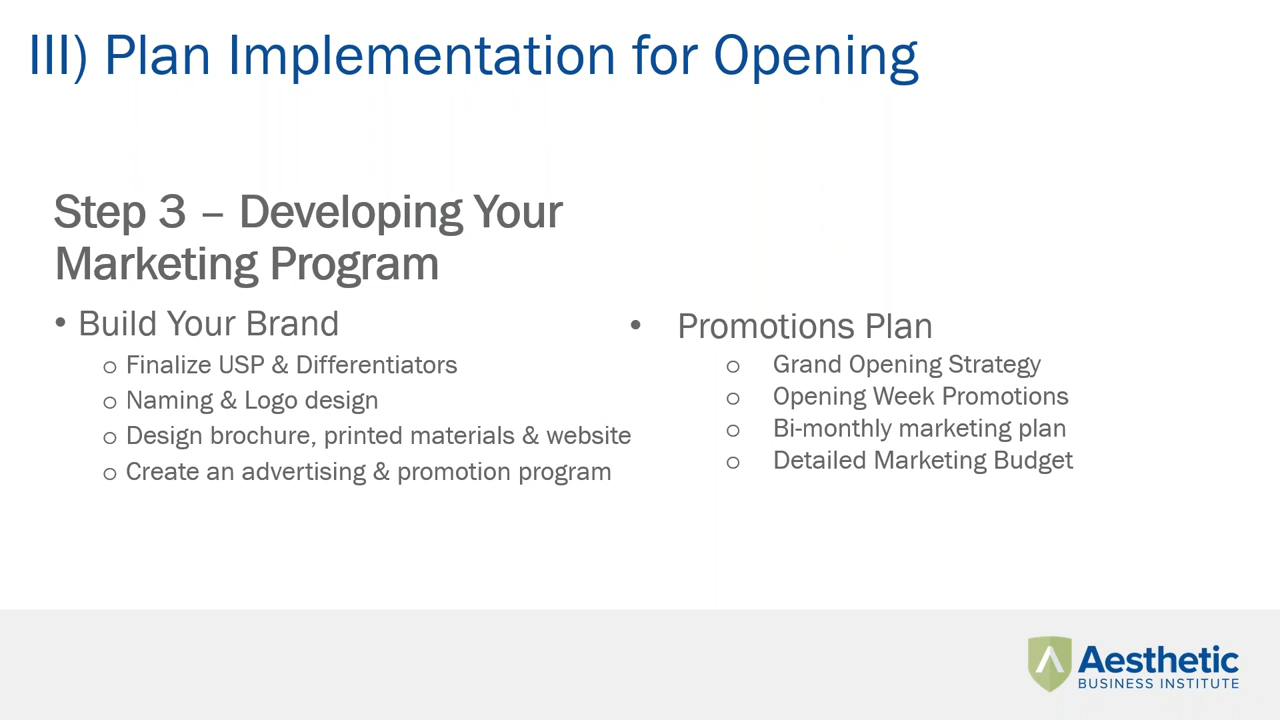 III) Plan Implementation for Opening
Step 3 – Developing Your
Marketing Program
• Build Your Brand
o Finalize USP & Differentiators
o Naming & Logo design
o Design brochure, printed materials & website
o Create an advertising & promotion program
• Promotions Plan
o Grand Opening Strategy
o Opening Week Promotions
o Bi-monthly marketing plan
o Detailed Marketing Budget
Aesthetic
BUSINESS INSTITUTE